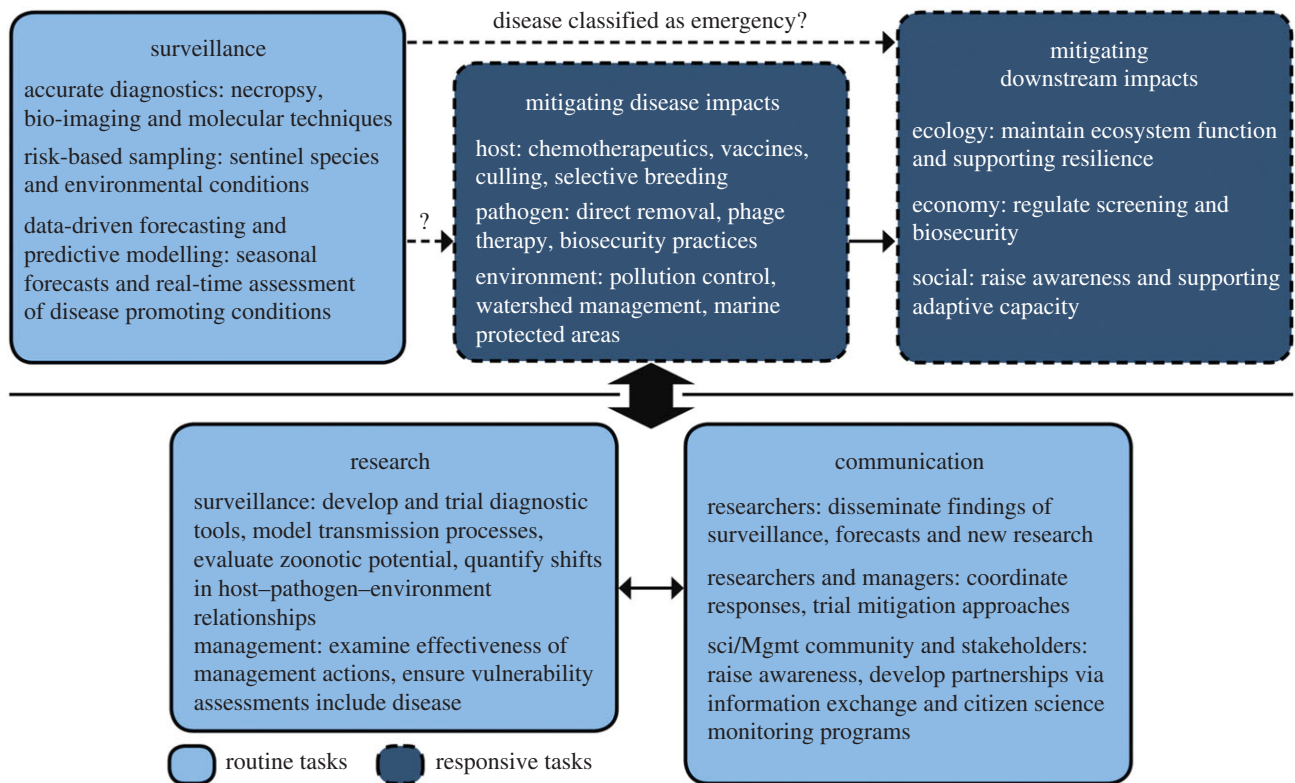 disease classified as emergency?
surveillance
accurate diagnostics: necropsy,
bio-imaging and molecular techniques
risk-based sampling: sentinel species
and environmental conditions
data-driven forecasting and
predictive modelling: seasonal
forecasts and real-time assessment
of disease promoting conditions
?
mitigating disease impacts
host: chemotherapeutics, vaccines,
culling, selective breeding
pathogen: direct removal, phage
therapy, biosecurity practices
environment: pollution control,
watershed management, marine
protected areas
mitigating
downstream impacts
ecology: maintain ecosystem function
and supporting resilience
economy: regulate screening and
biosecurity
social: raise awareness and supporting
adaptive capacity
research
surveillance: develop and trial diagnostic
tools, model transmission processes,
evaluate zoonotic potential, quantify shifts
in host–pathogen–environment
relationships
management: examine effectiveness of
management actions, ensure vulnerability
assessments include disease
communication
researchers: disseminate findings of
surveillance, forecasts and new research
researchers and managers: coordinate
responses, trial mitigation approaches
sci/Mgmt community and stakeholders:
raise awareness, develop partnerships via
information exchange and citizen science
monitoring programs
routine tasks
responsive tasks